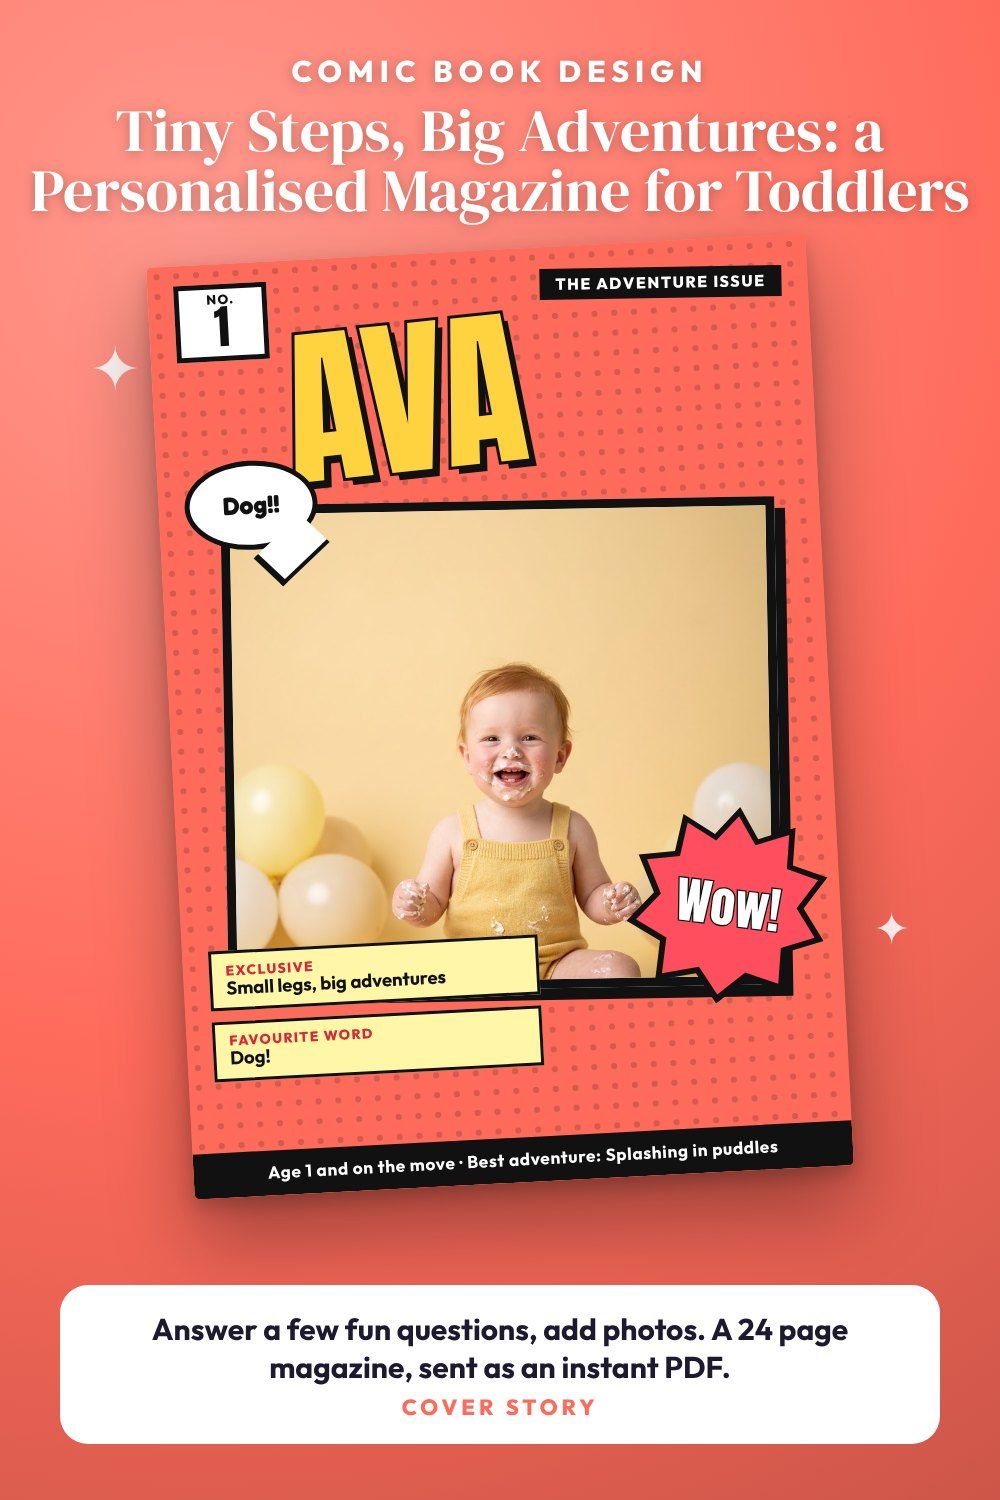 COMIC BOOK DESIGN
Tiny Steps, Big Adventures: a
Personalised Magazine for Toddlers
NO.
1
THE ADVENTURE ISSUE
AVA
Dog!!
Wow!
EXCLUSIVE
Small legs, big adventures
FAVOURITE WORD
Dog!
Age 1 and on the move · Best adventure: Splashing in puddles
Answer a few fun questions, add photos. A 24 page
magazine, sent as an instant PDF.
COVER STORY